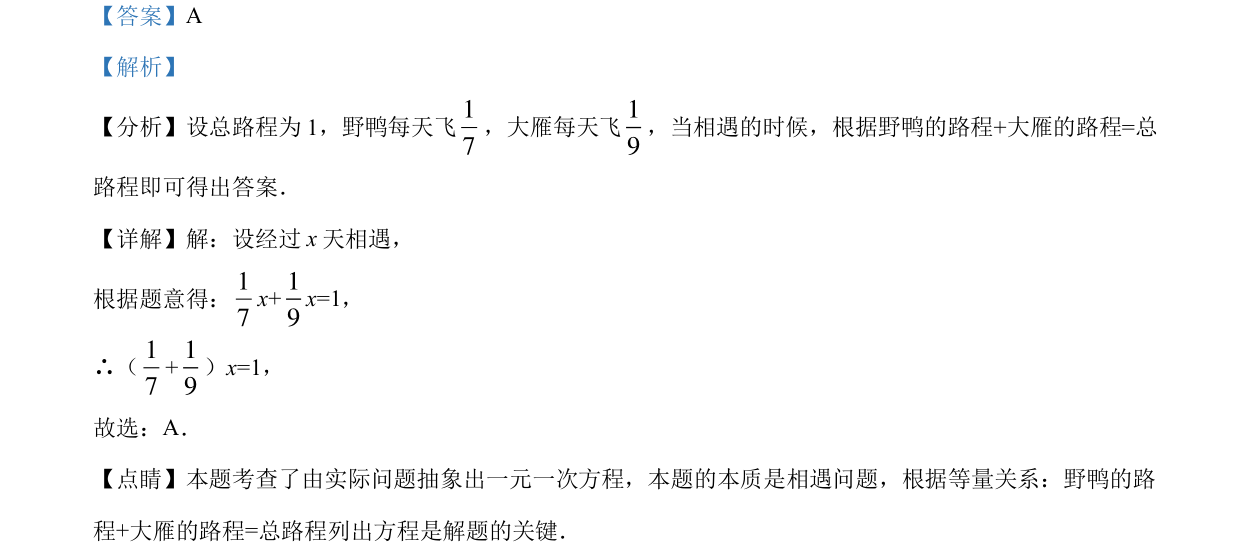 【答案】A
【解析】
【分析】设总路程为 1，野鸭每天飞 1/7，大雁每天飞 1/9，当相遇的时候，根据野鸭的路程+大雁的路程=总
路程即可得出答案．
【详解】解：设经过 x 天相遇，
根据题意得：1/7 x+1/9 x=1，
∴（1/7+1/9）x=1，
故选：A．
【点睛】本题考查了由实际问题抽象出一元一次方程，本题的本质是相遇问题，根据等量关系：野鸭的路
程+大雁的路程=总路程列出方程是解题的关键．